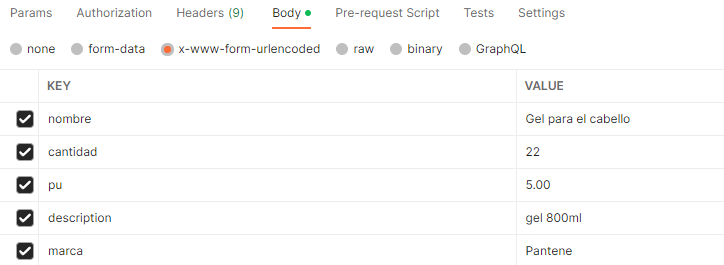 Params Authorization Headers (9) Body Pre-request Script Tests Settings
none form-data x-www-form-urlencoded raw binary GraphQL
KEY VALUE
nombre Gel para el cabello
cantidad 22
pu 5.00
description gel 800ml
marca Pantene